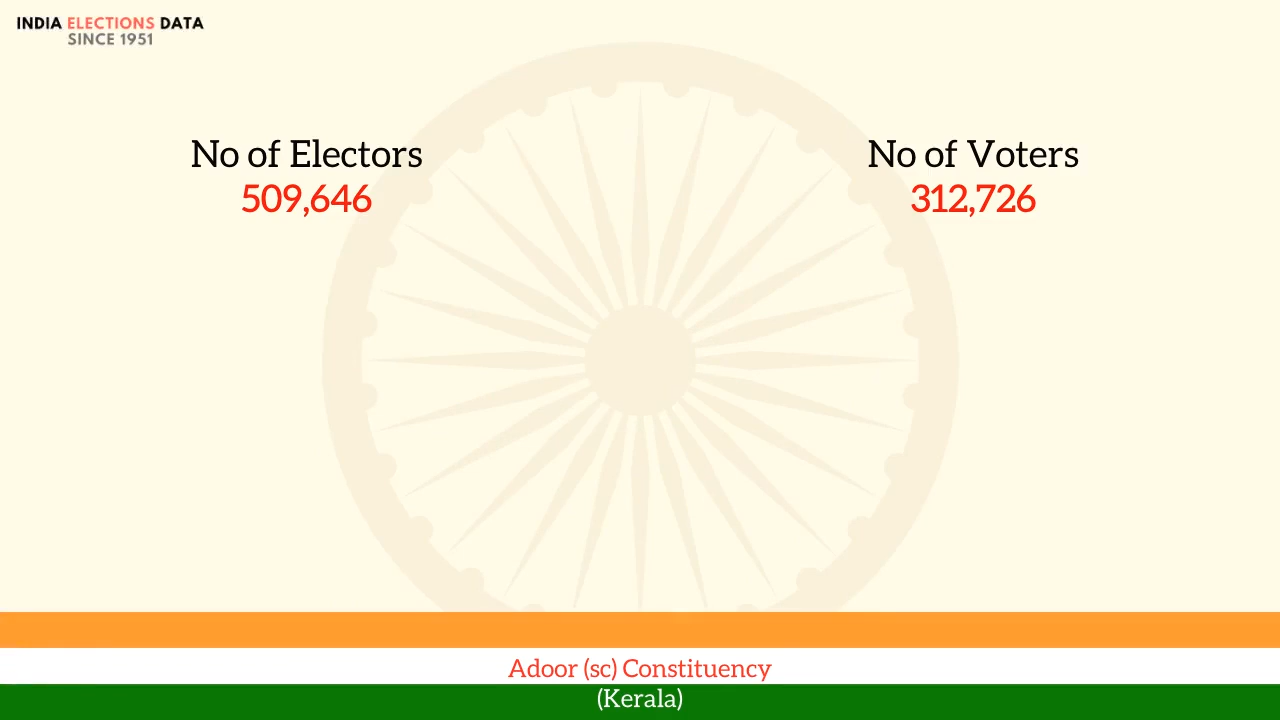 INDIA ELECTIONS DATA
SINCE 1951
No of Electors
509,646
No of Voters
312,726
Adoor (sc) Constituency
(Kerala)